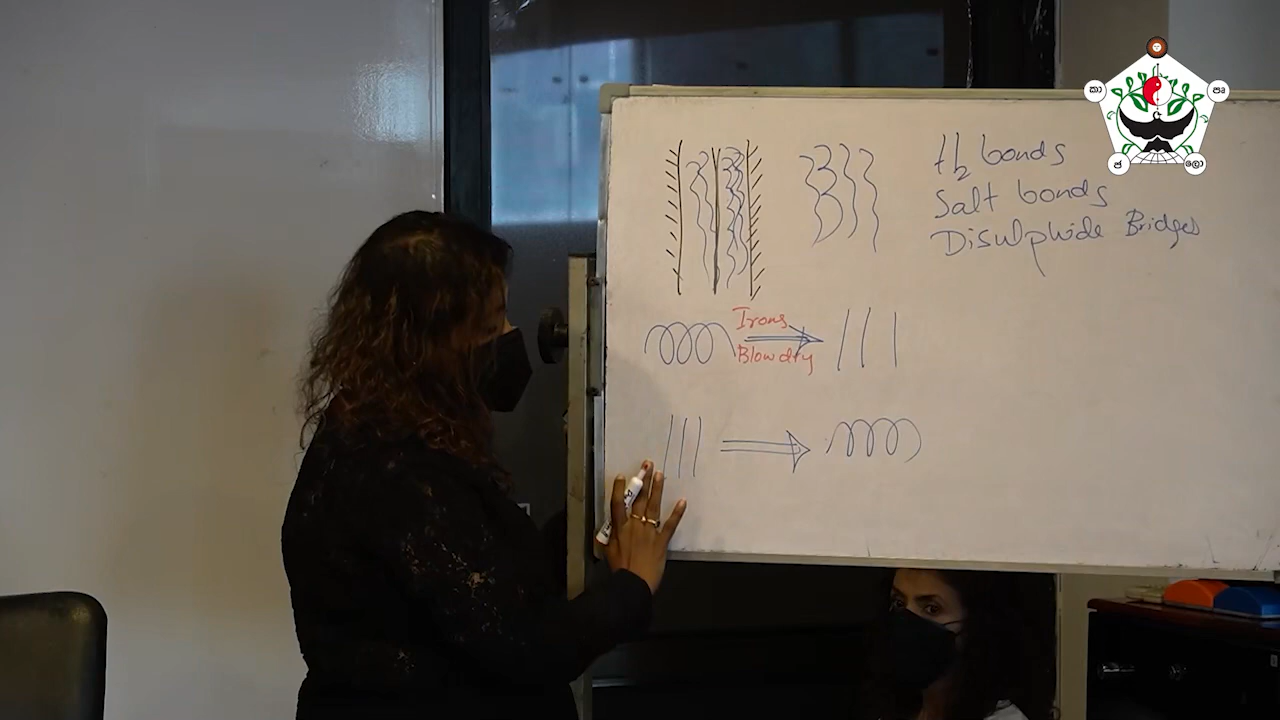 H2 bonds
Salt bonds
Disulphide Bridges
Irons
Blowdry
කා
පෘ
ජ
ලො